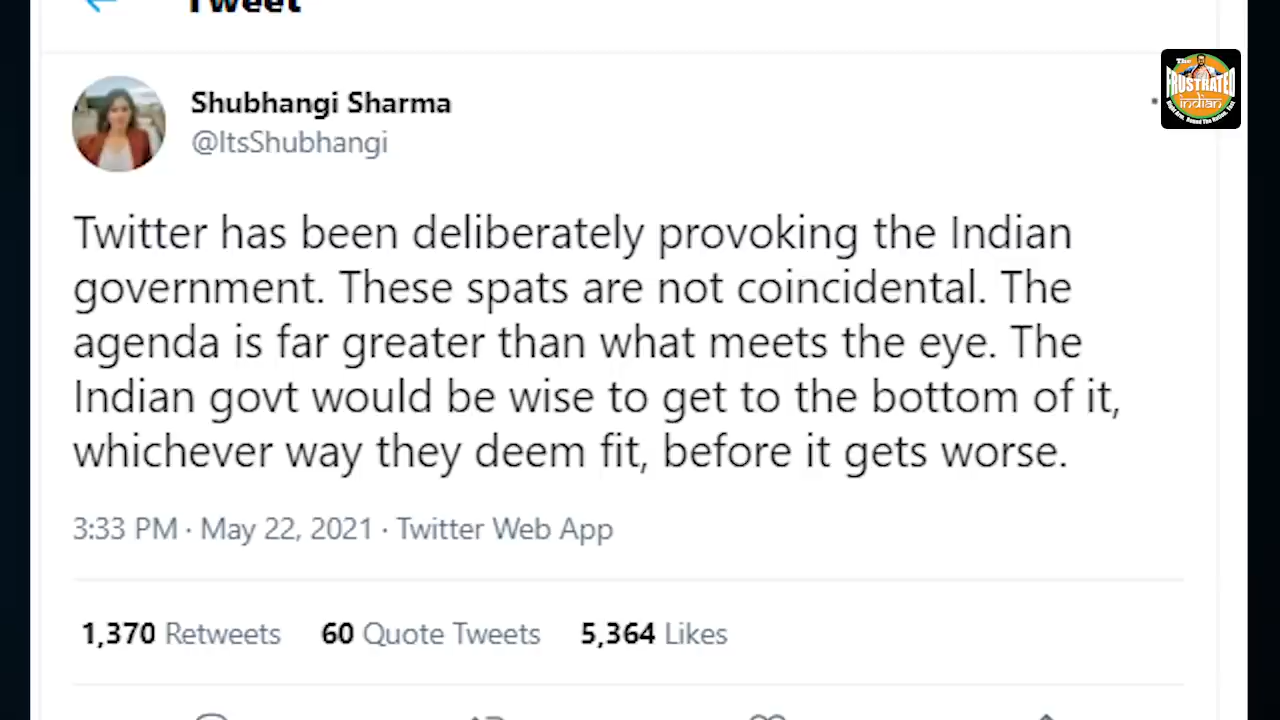 Tweet
The
FRUSTRATED
indian
Shubhangi Sharma
@ItsShubhangi
Twitter has been deliberately provoking the Indian
government. These spats are not coincidental. The
agenda is far greater than what meets the eye. The
Indian govt would be wise to get to the bottom of it,
whichever way they deem fit, before it gets worse.
3:33 PM · May 22, 2021 · Twitter Web App
1,370 Retweets 60 Quote Tweets 5,364 Likes